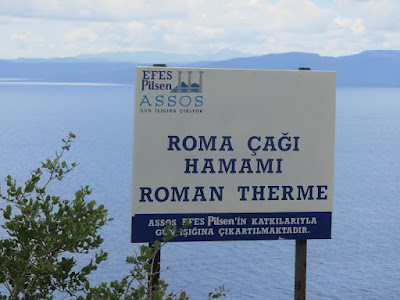 EFES
Pilsen
ASSOS
GÜN IŞIĞINA ÇIKIYOR
ROMA ÇAĞI
HAMAMI
ROMAN THERME
ASSOS EFES Pilsen'in KATKILARIYLA
GÜN IŞIĞINA ÇIKARTILMAKTADIR.